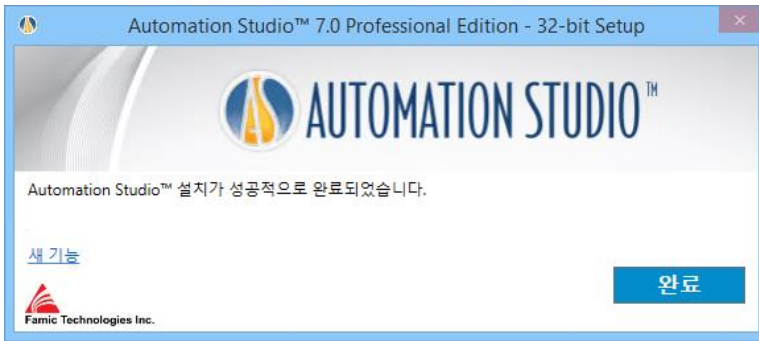 Automation Studio™ 7.0 Professional Edition - 32-bit Setup
AUTOMATION STUDIO™
Automation Studio™ 설치가 성공적으로 완료되었습니다.
새 기능
완료
Famic Technologies Inc.